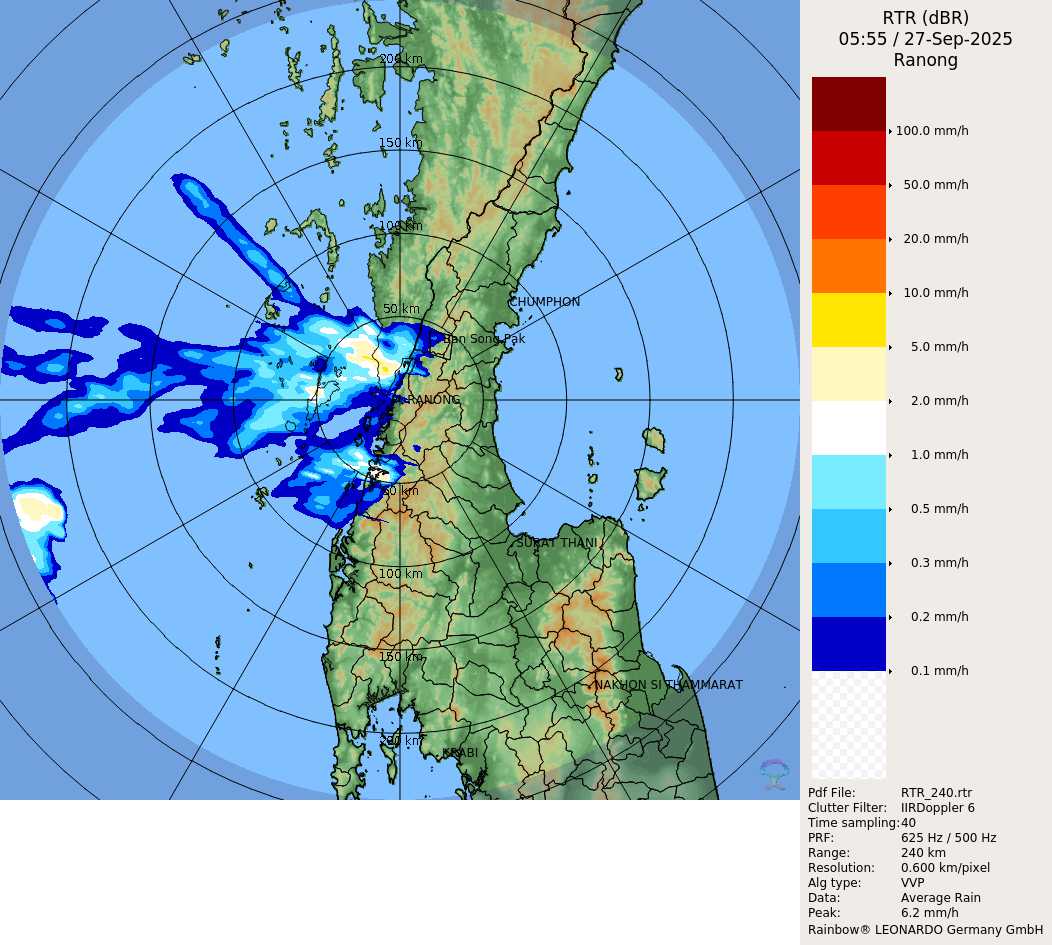 RTR (dBR)
05:55 / 27-Sep-2025
Ranong
200 km
150 km
100 km
50 km
CHUMPHON
Ban Song Pak
RANONG
50 km
SURAT THANI
100 km
150 km
NAKHON SI THAMMARAT
200 km
KRABI
100.0 mm/h
50.0 mm/h
20.0 mm/h
10.0 mm/h
5.0 mm/h
2.0 mm/h
1.0 mm/h
0.5 mm/h
0.3 mm/h
0.2 mm/h
0.1 mm/h
Pdf File: RTR_240.rtr
Clutter Filter: IIRDoppler 6
Time sampling:40
PRF: 625 Hz / 500 Hz
Range: 240 km
Resolution: 0.600 km/pixel
Alg type: VVP
Data: Average Rain
Peak: 6.2 mm/h
Rainbow® LEONARDO Germany GmbH